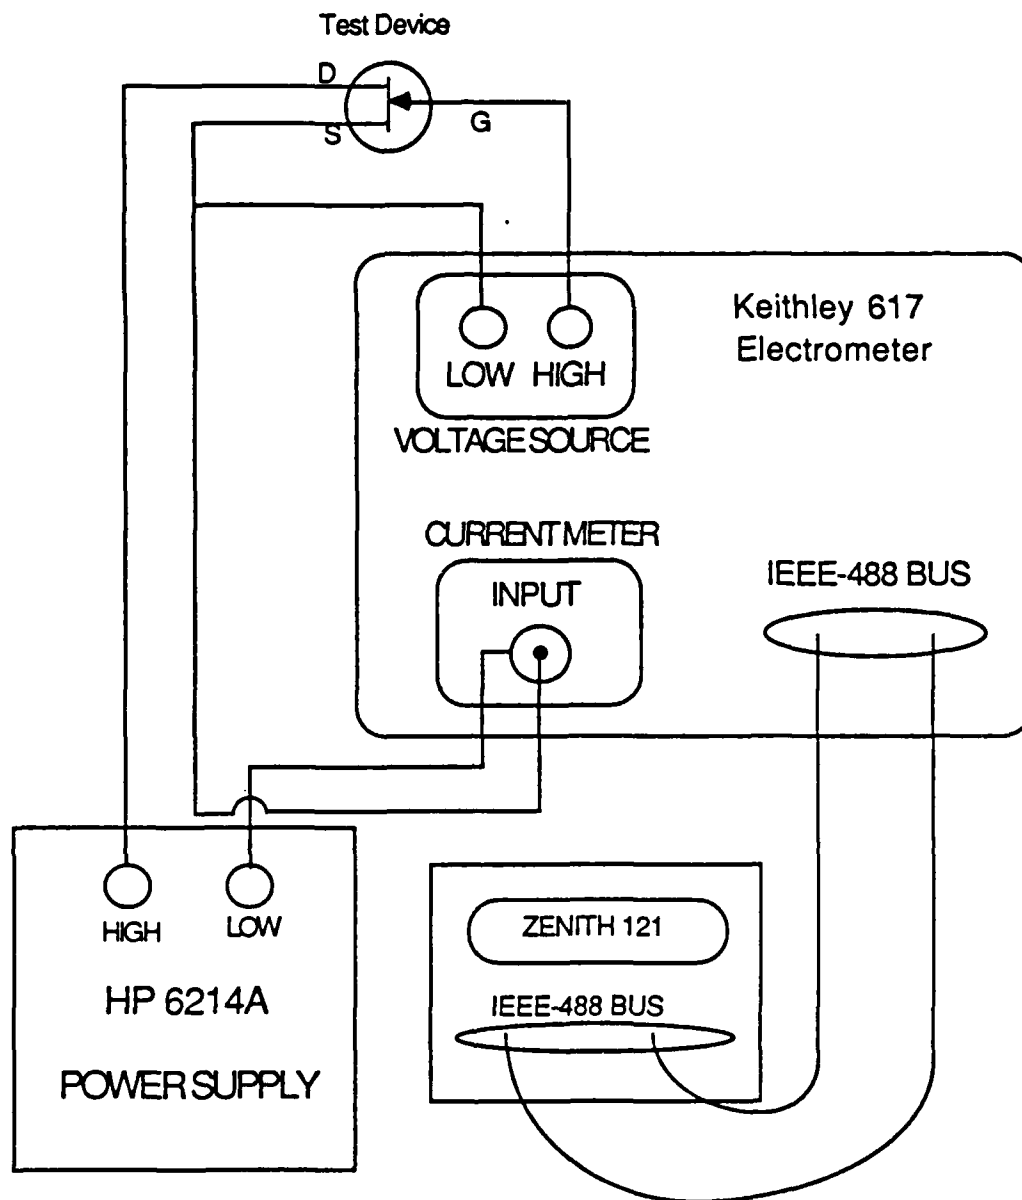 Test Device
D
S
G
Keithley 617
Electrometer
LOW HIGH
VOLTAGE SOURCE
CURRENT METER
INPUT
IEEE-488 BUS
HIGH
LOW
HP 6214A
POWER SUPPLY
ZENITH 121
IEEE-488 BUS